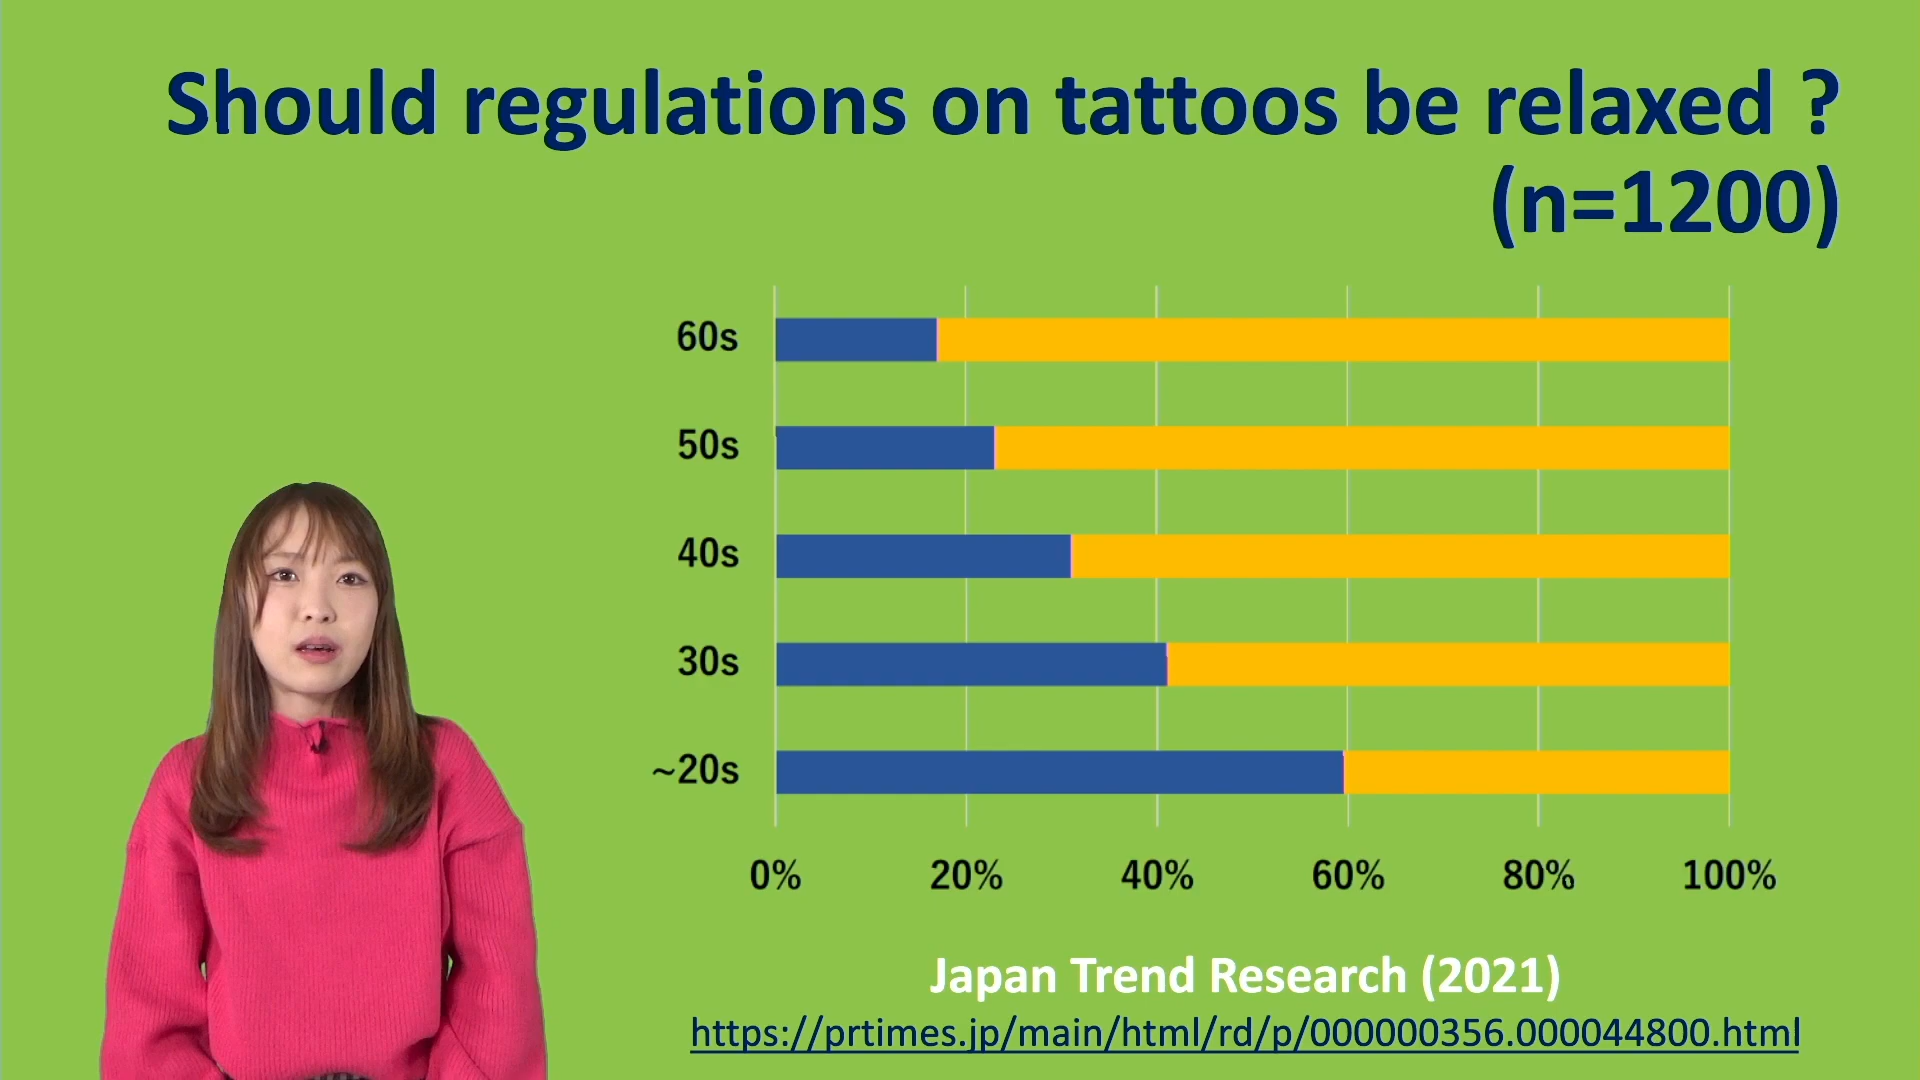 Should regulations on tattoos be relaxed ?
(n=1200)
60s
50s
40s
30s
~20s
0% 20% 40% 60% 80% 100%
Japan Trend Research (2021)
https://prtimes.jp/main/html/rd/p/000000356.000044800.html